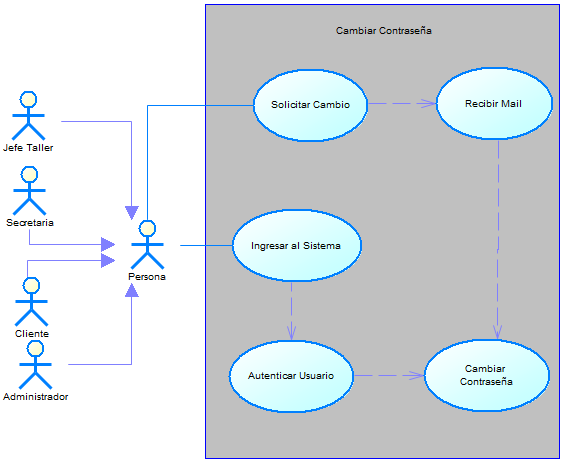 Cambiar Contraseña
Solicitar Cambio
Recibir Mail
Jefe Taller
Secretaria
Persona
Ingresar al Sistema
Cliente
Administrador
Autenticar Usuario
Cambiar
Contraseña